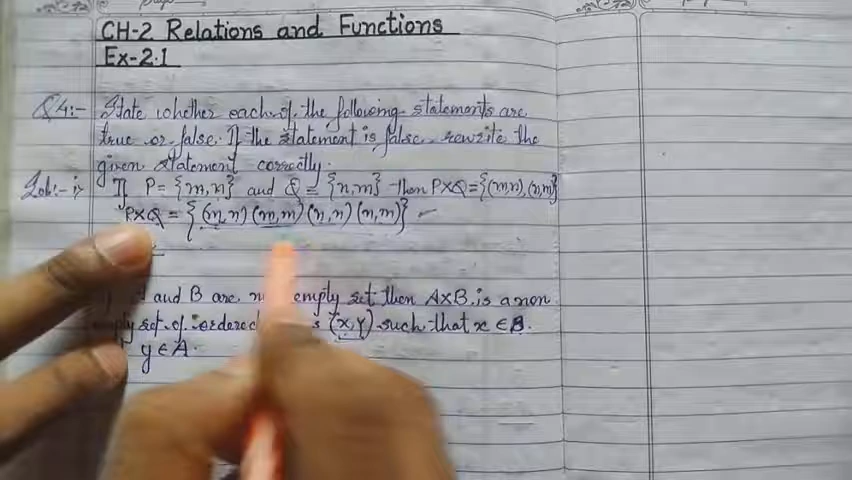 CH-2 Relations and Functions
Ex-2.1
Q4:- State whether each of the following statements are
true or false. If the statement is false, rewrite the
given statement correctly.
Sol:- i) If P = {m,n} and Q = {n,m} then P×Q = {(m,n),(n,m)}
P×Q = {(m,n) (m,m) (n,n) (n,m)}
and B are empty set then A×B is a non
set of ordered (x,y) such that x ∈ B
y ∈ A.